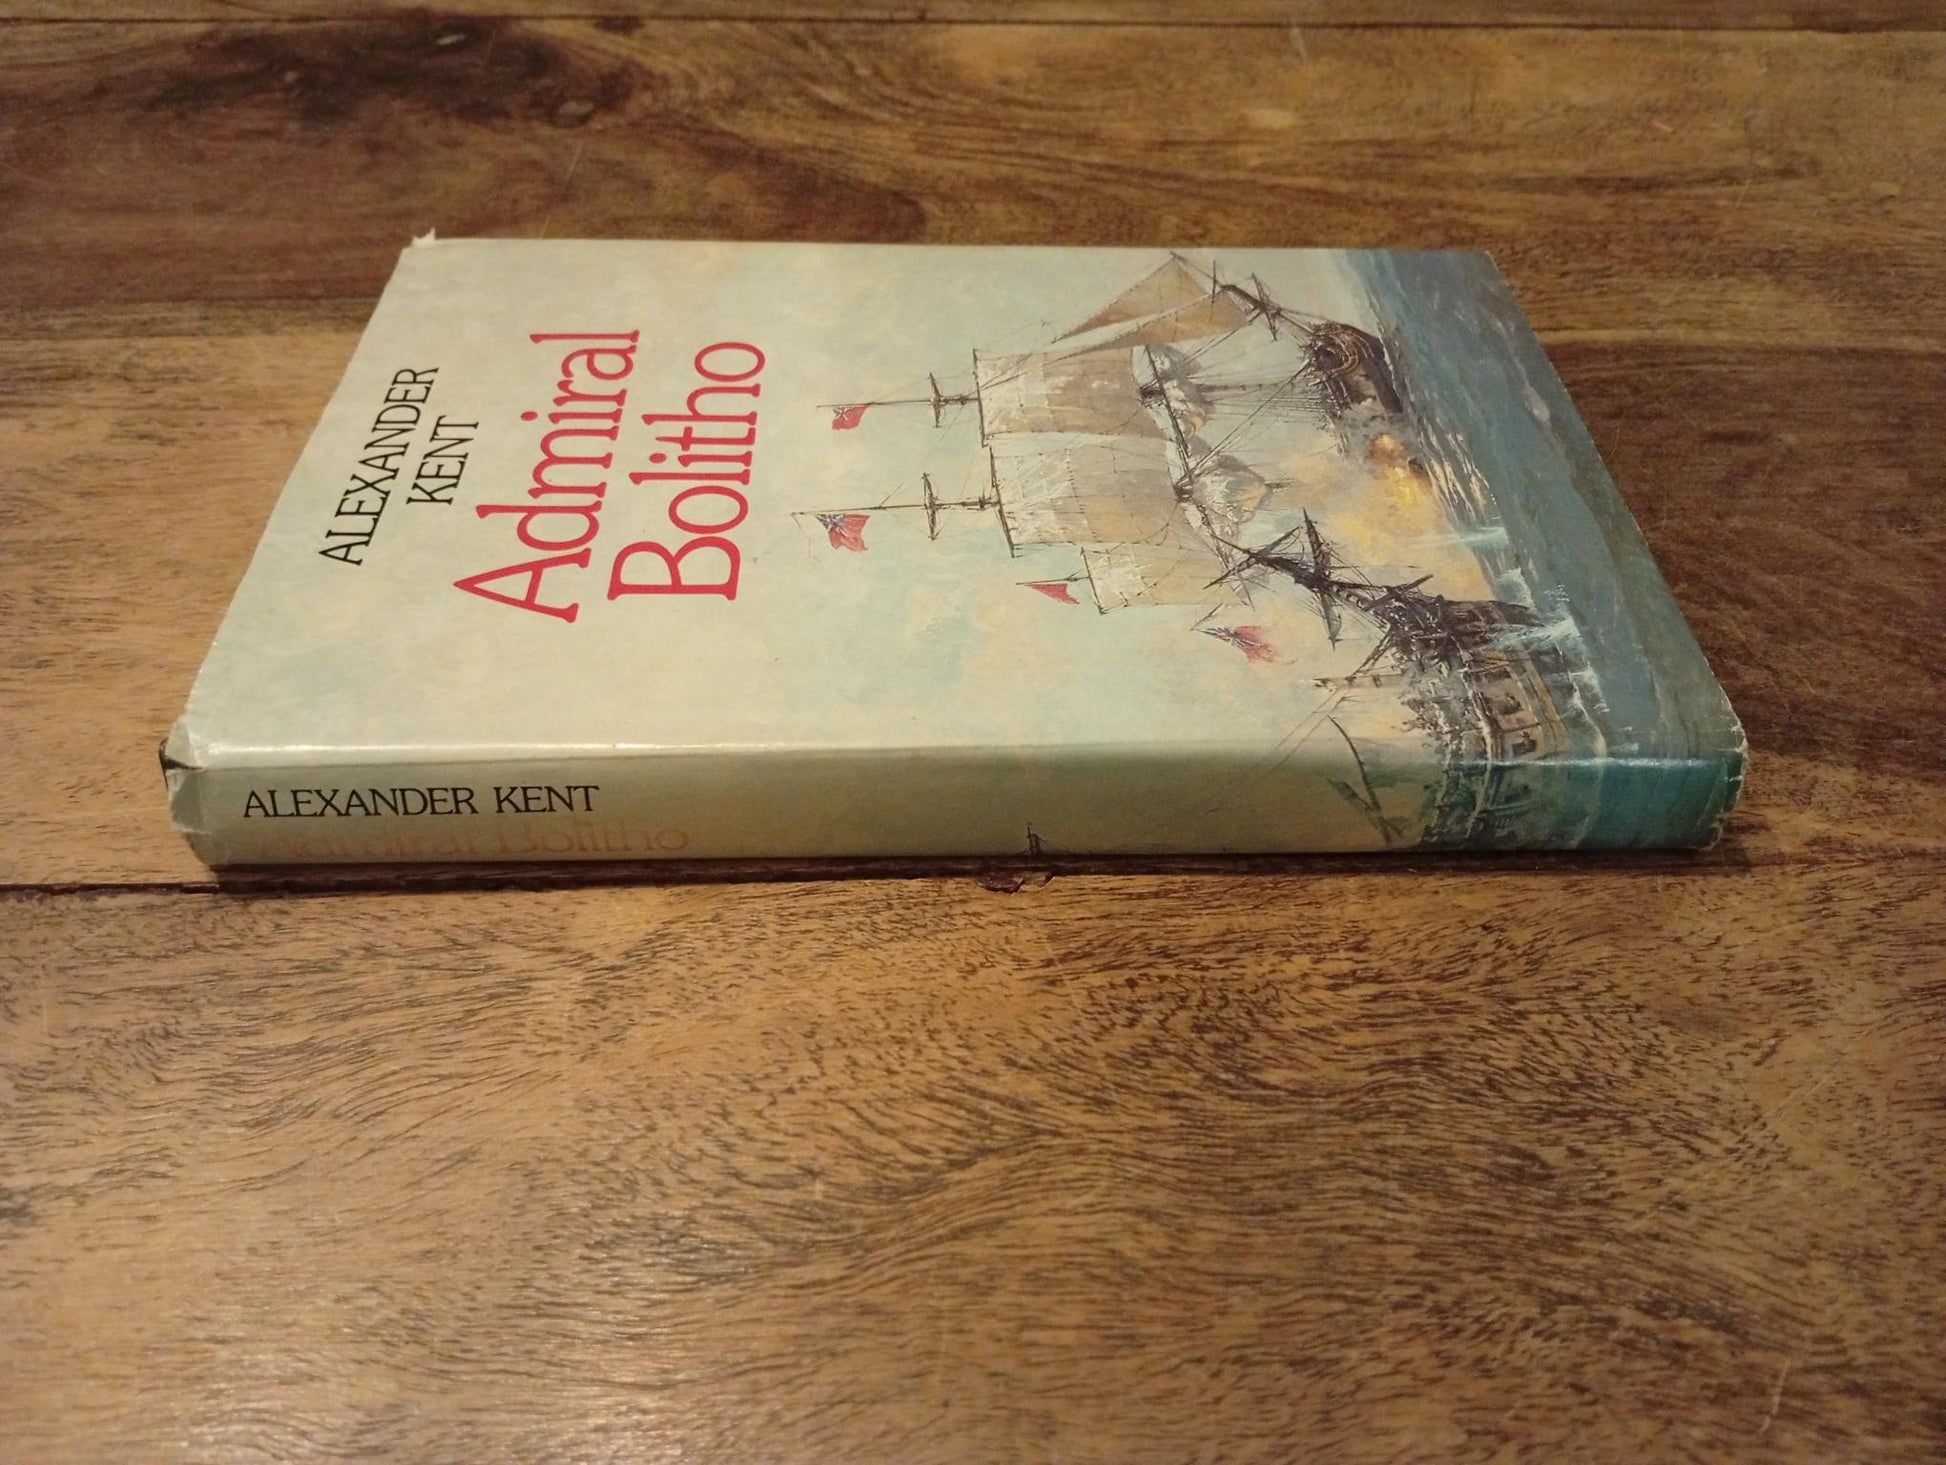 ALEXANDER
KENT
Admiral
Bolitho
ALEXANDER KENT
Admiral Bolitho